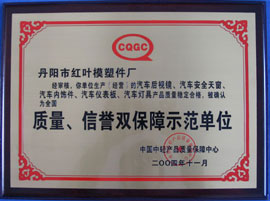 CQGC
丹阳市红叶模塑件厂
经审核，你单位生产（经营）的汽车后视镜、汽车安全天窗、
汽车内饰件、汽车仪表板、汽车灯具产品质量稳定合格，被确认
为全国
质量、信誉双保障示范单位
中国中轻产品质量保障中心
二〇〇四年十一月